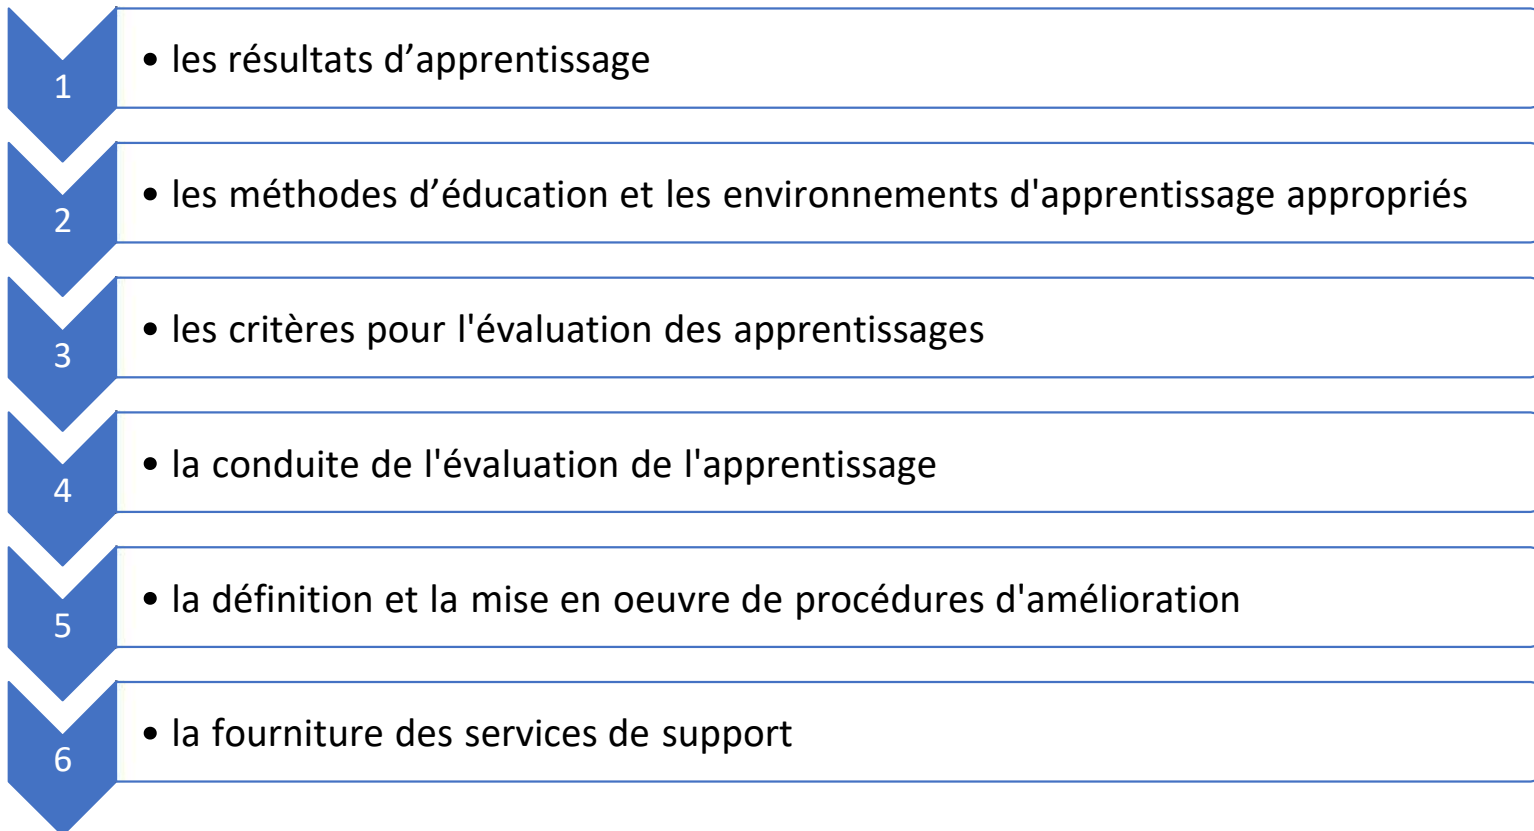 1
• les résultats d’apprentissage
2
• les méthodes d’éducation et les environnements d'apprentissage appropriés
3
• les critères pour l'évaluation des apprentissages
4
• la conduite de l'évaluation de l'apprentissage
5
• la définition et la mise en oeuvre de procédures d'amélioration
6
• la fourniture des services de support